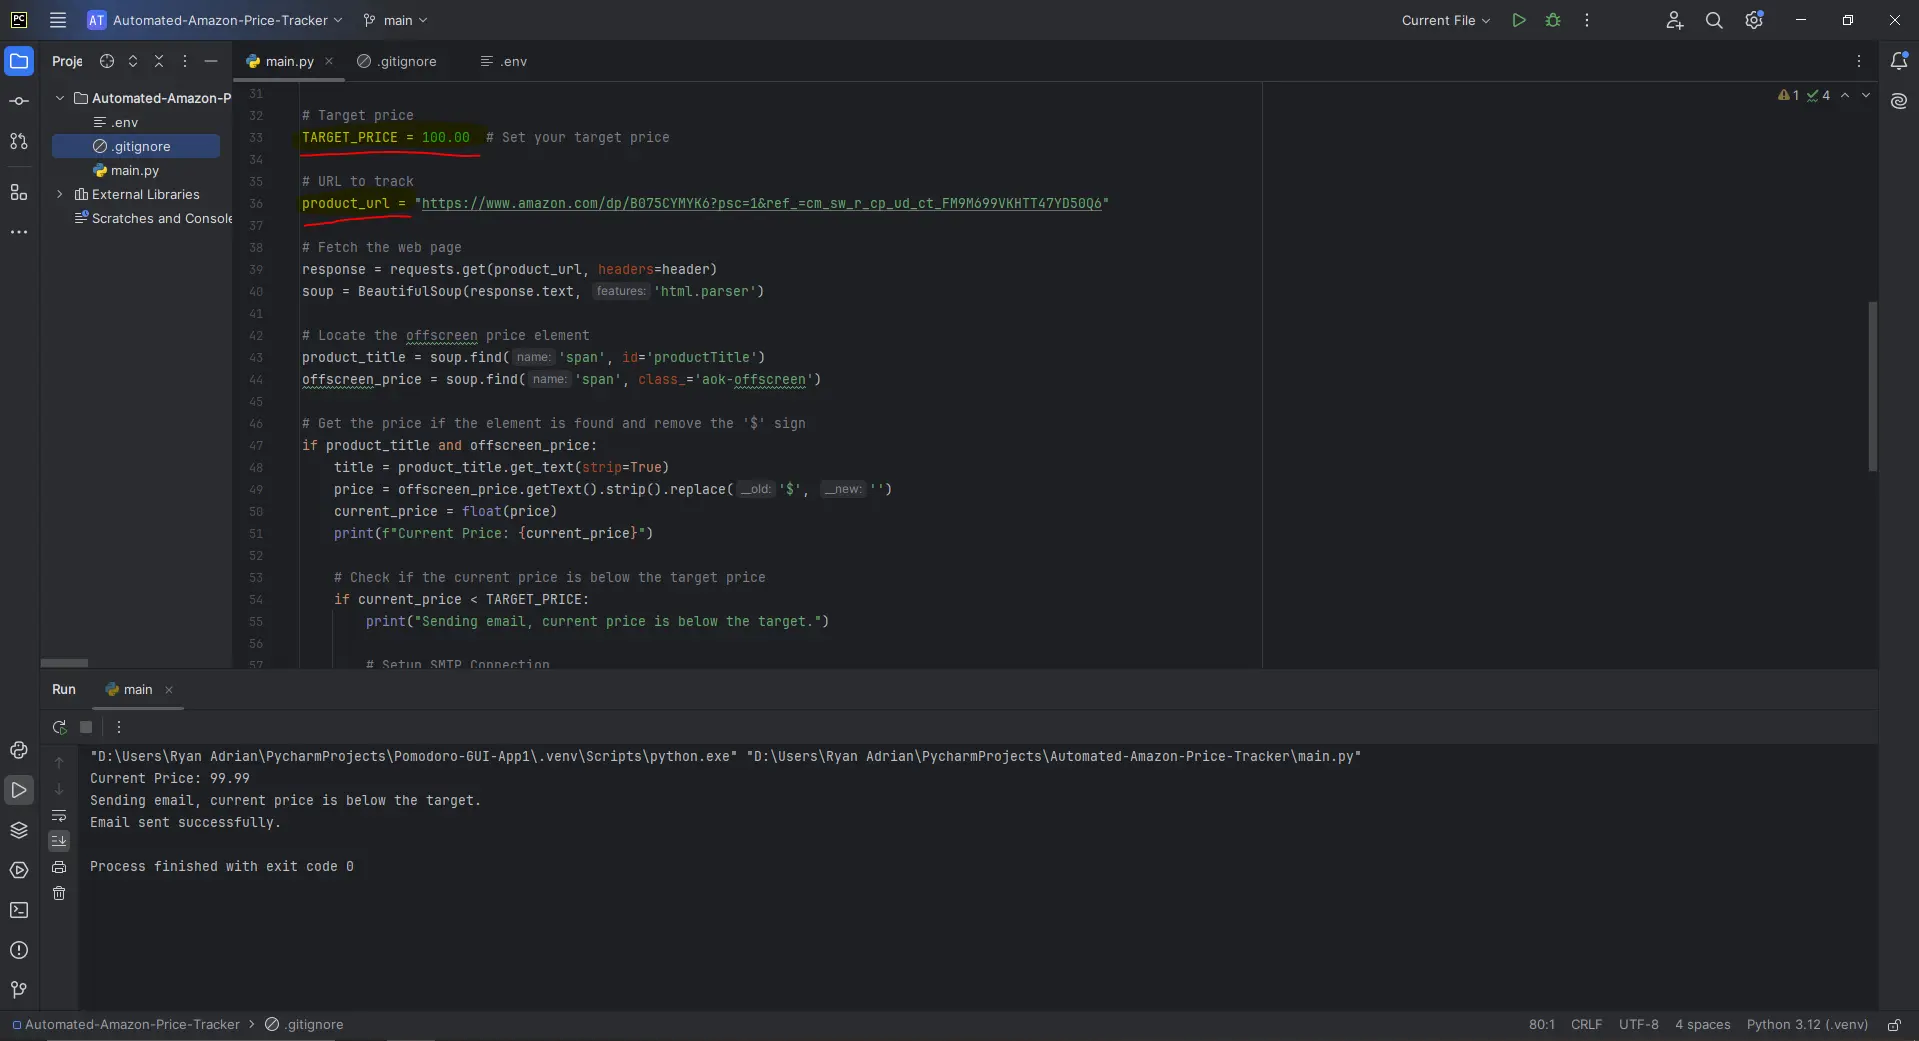 PC AT Automated-Amazon-Price-Tracker main Current File
Proje main.py .gitignore .env
Automated-Amazon-P
.env
.gitignore
main.py
External Libraries
Scratches and Console
1 4
31
32 # Target price
33 TARGET_PRICE = 100.00 # Set your target price
34
35 # URL to track
36 product_url = "https://www.amazon.com/dp/B075CYMYK6?psc=1&ref_=cm_sw_r_cp_ud_ct_FM9M699VKHTT47YD50Q6"
37
38 # Fetch the web page
39 response = requests.get(product_url, headers=header)
40 soup = BeautifulSoup(response.text, features: 'html.parser')
41
42 # Locate the offscreen price element
43 product_title = soup.find( name: 'span', id='productTitle')
44 offscreen_price = soup.find( name: 'span', class_='aok-offscreen')
45
46 # Get the price if the element is found and remove the '$' sign
47 if product_title and offscreen_price:
48 title = product_title.get_text(strip=True)
49 price = offscreen_price.getText().strip().replace( __old: '$', __new: '')
50 current_price = float(price)
51 print(f"Current Price: {current_price}")
52
53 # Check if the current price is below the target price
54 if current_price < TARGET_PRICE:
55 print("Sending email, current price is below the target.")
56
57 # Setup SMTP Connection
Run main
"D:\Users\Ryan Adrian\PycharmProjects\Pomodoro-GUI-App1\.venv\Scripts\python.exe" "D:\Users\Ryan Adrian\PycharmProjects\Automated-Amazon-Price-Tracker\main.py"
Current Price: 99.99
Sending email, current price is below the target.
Email sent successfully.
Process finished with exit code 0
Automated-Amazon-Price-Tracker > .gitignore 80:1 CRLF UTF-8 4 spaces Python 3.12 (.venv)